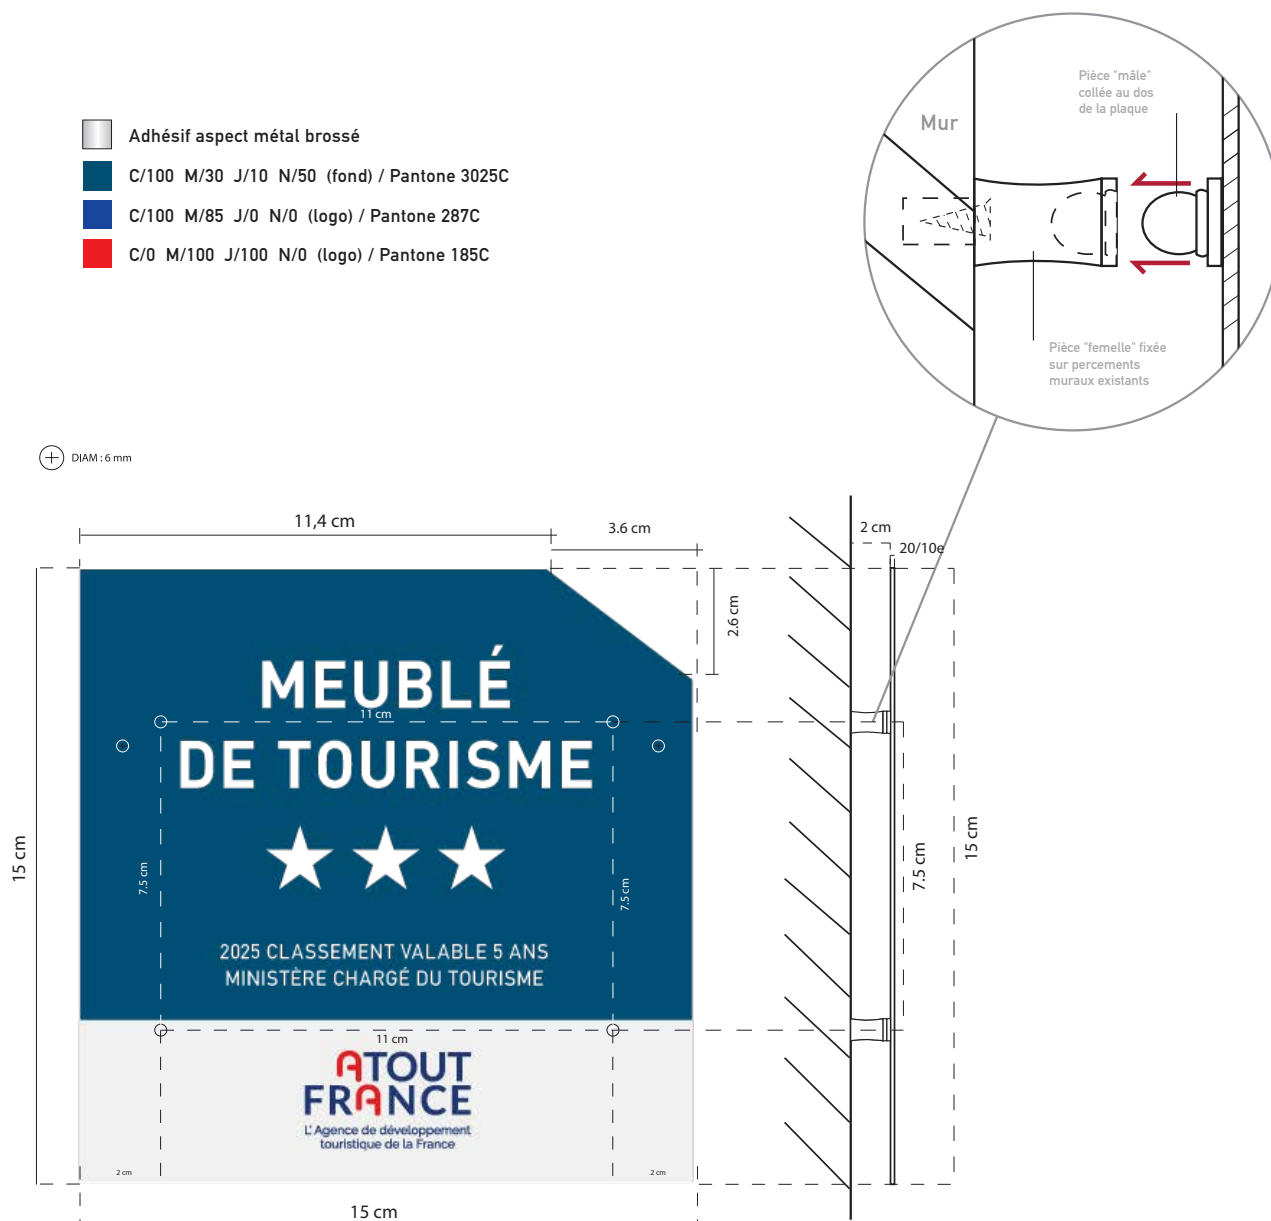 Adhésif aspect métal brossé
C/100 M/30 J/10 N/50 (fond) / Pantone 3025C
C/100 M/85 J/0 N/0 (logo) / Pantone 287C
C/0 M/100 J/100 N/0 (logo) / Pantone 185C
Mur
Pièce "mâle"
collée au dos
de la plaque
Pièce "femelle" fixée
sur percements
muraux existants
DIAM : 6 mm
11,4 cm
3.6 cm
2.6 cm
2 cm
20/10e
15 cm
MEUBLÉ
11 cm
DE TOURISME
7.5 cm
7.5 cm
2025 CLASSEMENT VALABLE 5 ANS
MINISTÈRE CHARGÉ DU TOURISME
11 cm
ATOUT
FRANCE
L'Agence de développement
touristique de la France
2 cm
2 cm
15 cm
7.5 cm
15 cm